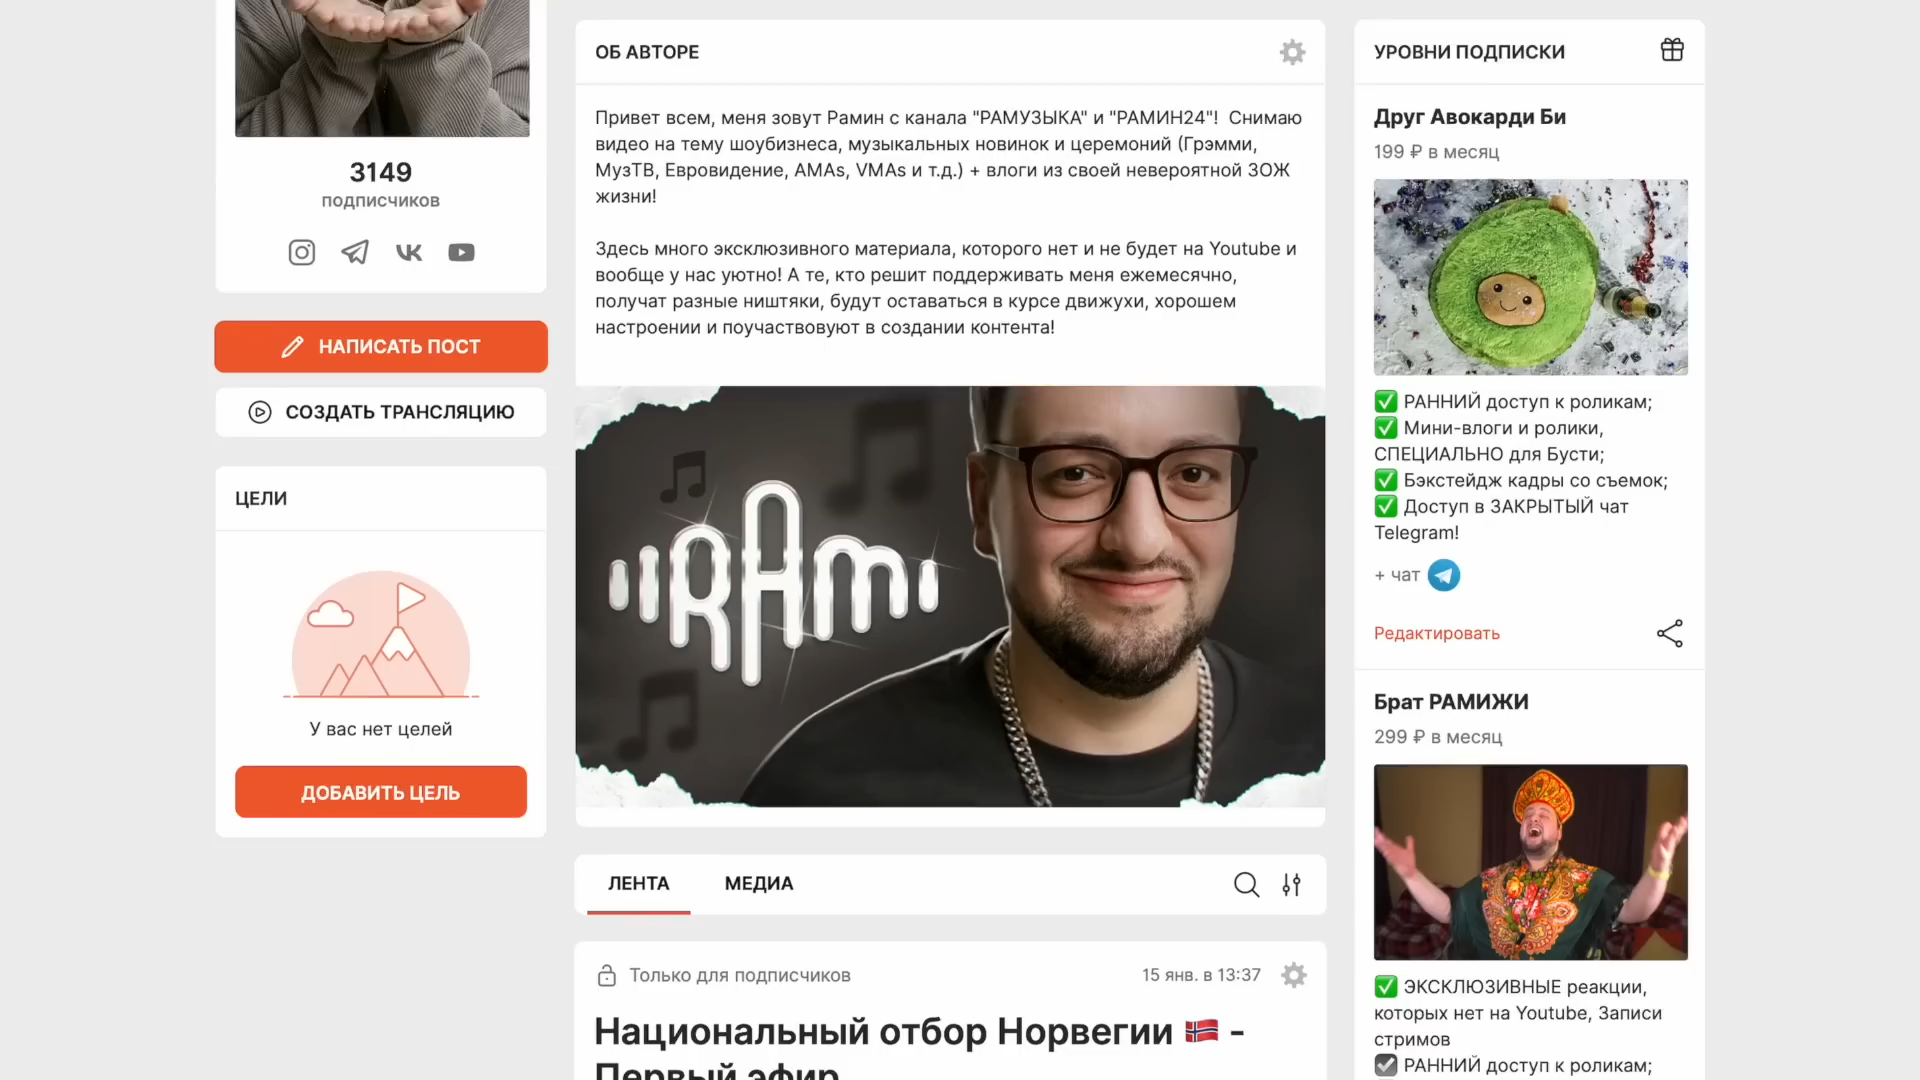 3149
подписчиков
НАПИСАТЬ ПОСТ
СОЗДАТЬ ТРАНСЛЯЦИЮ
ЦЕЛИ
У вас нет целей
ДОБАВИТЬ ЦЕЛЬ
ОБ АВТОРЕ
Привет всем, меня зовут Рамин с канала "РАМУЗЫКА" и "РАМИН24"! Снимаю
видео на тему шоубизнеса, музыкальных новинок и церемоний (Грэмми,
МузТВ, Евровидение, AMAs, VMAs и т.д.) + влоги из своей невероятной ЗОЖ
жизни!
Здесь много эксклюзивного материала, которого нет и не будет на Youtube и
вообще у нас уютно! А те, кто решит поддерживать меня ежемесячно,
получат разные ништяки, будут оставаться в курсе движухи, хорошем
настроении и поучаствовуют в создании контента!
RAM
ЛЕНТА
МЕДИА
Только для подписчиков
15 янв. в 13:37
Национальный отбор Норвегии 🇳🇴 -
Первый эфир
УРОВНИ ПОДПИСКИ
Друг Авокарди Би
199 ₽ в месяц
✅ РАННИЙ доступ к роликам;
✅ Мини-влоги и ролики,
СПЕЦИАЛЬНО для Бусти;
✅ Бэкстейдж кадры со съемок;
✅ Доступ в ЗАКРЫТЫЙ чат
Telegram!
+ чат
Редактировать
Брат РАМИЖИ
299 ₽ в месяц
✅ ЭКСКЛЮЗИВНЫЕ реакции,
которых нет на Youtube, Записи
стримов
☑ РАННИЙ доступ к роликам;